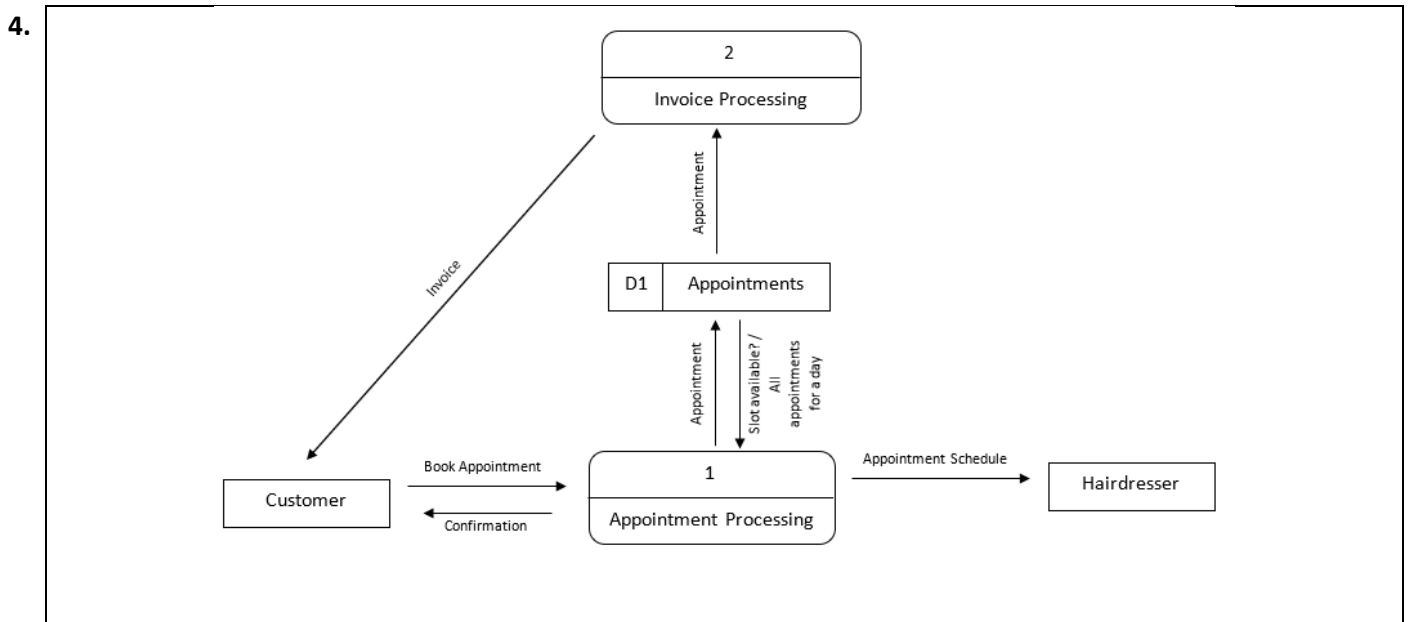 4.
2
Invoice Processing
Appointment
Invoice
D1 Appointments
Appointment
Slot available? /
All
appointments
for a day
Book Appointment
Confirmation
Customer
1
Appointment Processing
Appointment Schedule
Hairdresser